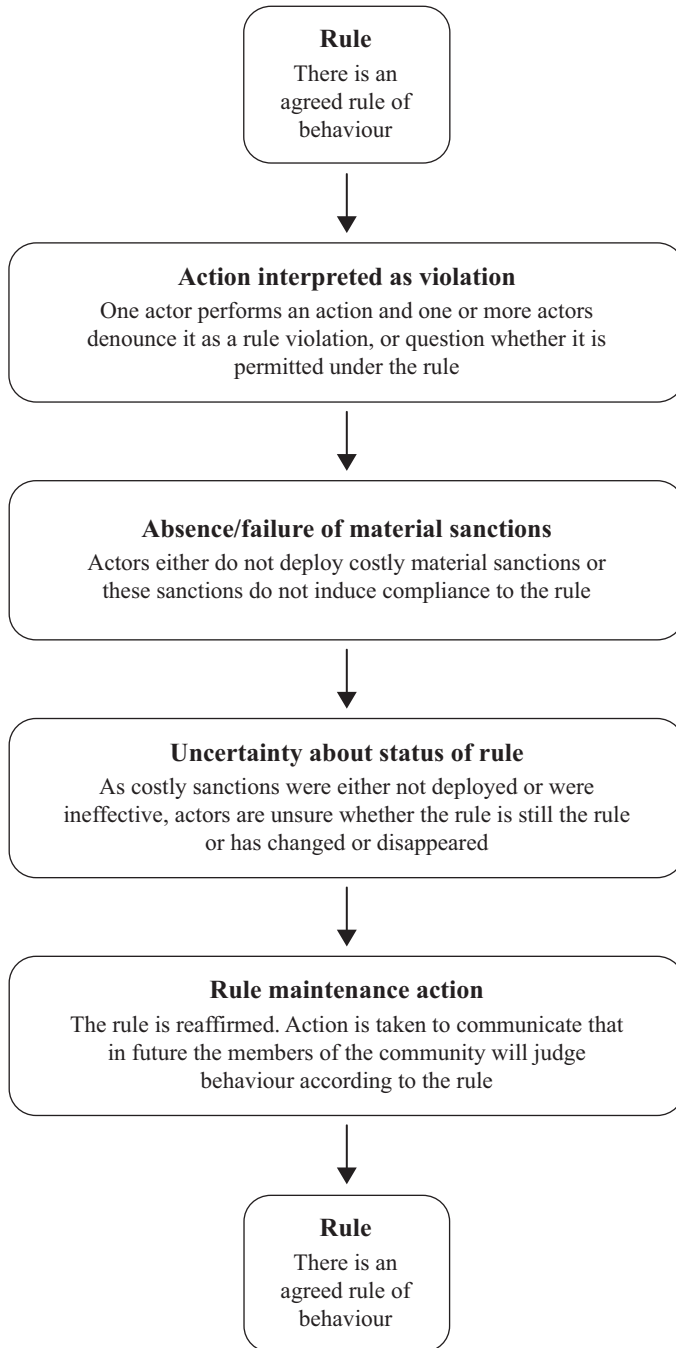 Rule
There is an
agreed rule of
behaviour
Action interpreted as violation
One actor performs an action and one or more actors
denounce it as a rule violation, or question whether it is
permitted under the rule
Absence/failure of material sanctions
Actors either do not deploy costly material sanctions or
these sanctions do not induce compliance to the rule
Uncertainty about status of rule
As costly sanctions were either not deployed or were
ineffective, actors are unsure whether the rule is still the rule
or has changed or disappeared
Rule maintenance action
The rule is reaffirmed. Action is taken to communicate that
in future the members of the community will judge
behaviour according to the rule
Rule
There is an
agreed rule of
behaviour